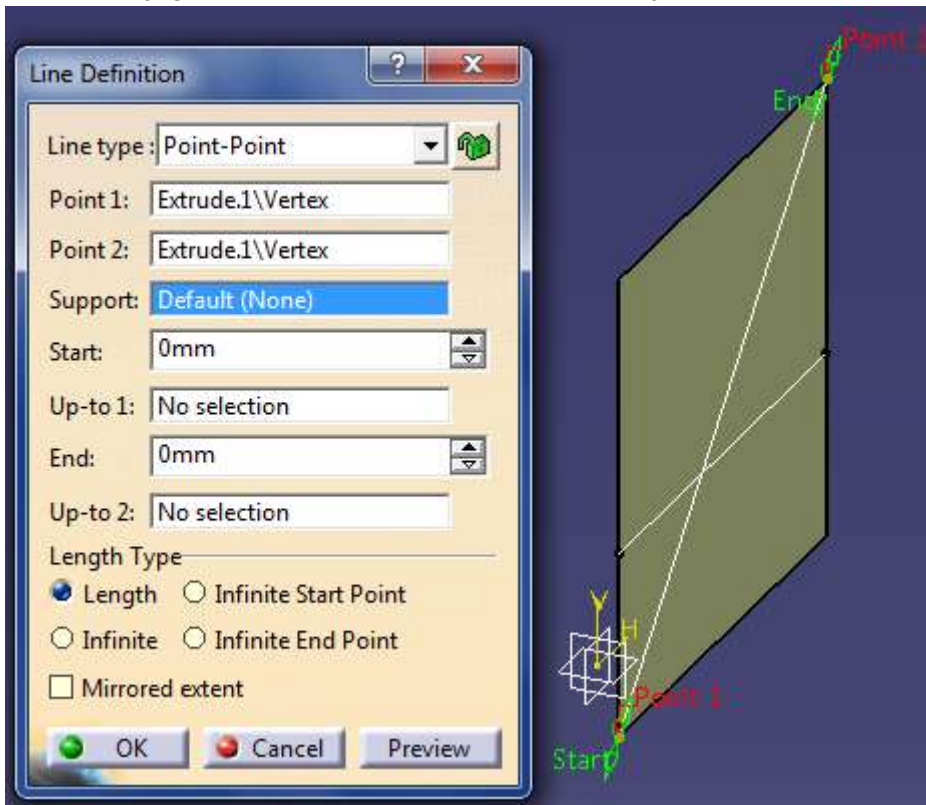 Line Definition
?
X
Line type : Point-Point
Point 1: Extrude.1\Vertex
Point 2: Extrude.1\Vertex
Support: Default (None)
Start: 0mm
Up-to 1: No selection
End: 0mm
Up-to 2: No selection
Length Type
Length
Infinite Start Point
Infinite
Infinite End Point
Mirrored extent
OK
Cancel
Preview
Point
End
Y
H
Point 1
Start